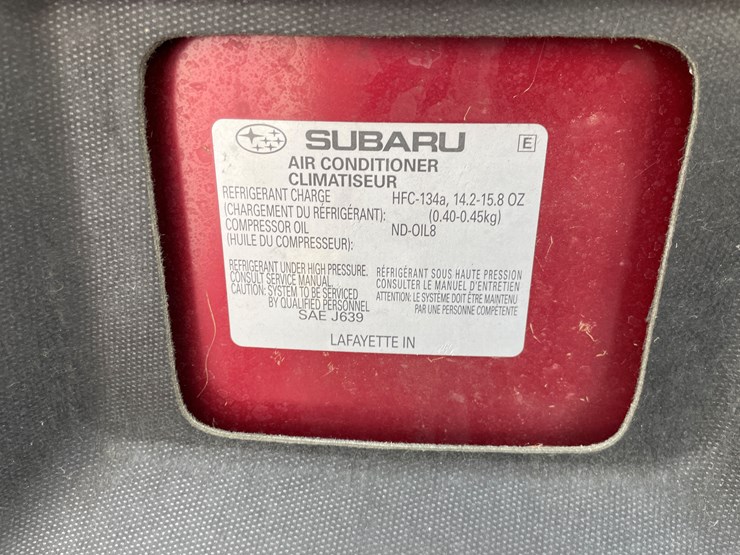 SUBARU E
AIR CONDITIONER
CLIMATISEUR
REFRIGERANT CHARGE HFC-134a, 14.2-15.8 OZ
(CHARGEMENT DU RÉFRIGÉRANT): (0.40-0.45kg)
COMPRESSOR OIL ND-OIL8
(HUILE DU COMPRESSEUR):
REFRIGERANT UNDER HIGH PRESSURE.
CONSULT SERVICE MANUAL.
CAUTION: SYSTEM TO BE SERVICED
BY QUALIFIED PERSONNEL
SAE J639
RÉFRIGÉRANT SOUS HAUTE PRESSION
CONSULTER LE MANUEL D'ENTRETIEN
ATTENTION: LE SYSTÈME DOIT ÊTRE MAINTENU
PAR UNE PERSONNE COMPÉTENTE
LAFAYETTE IN